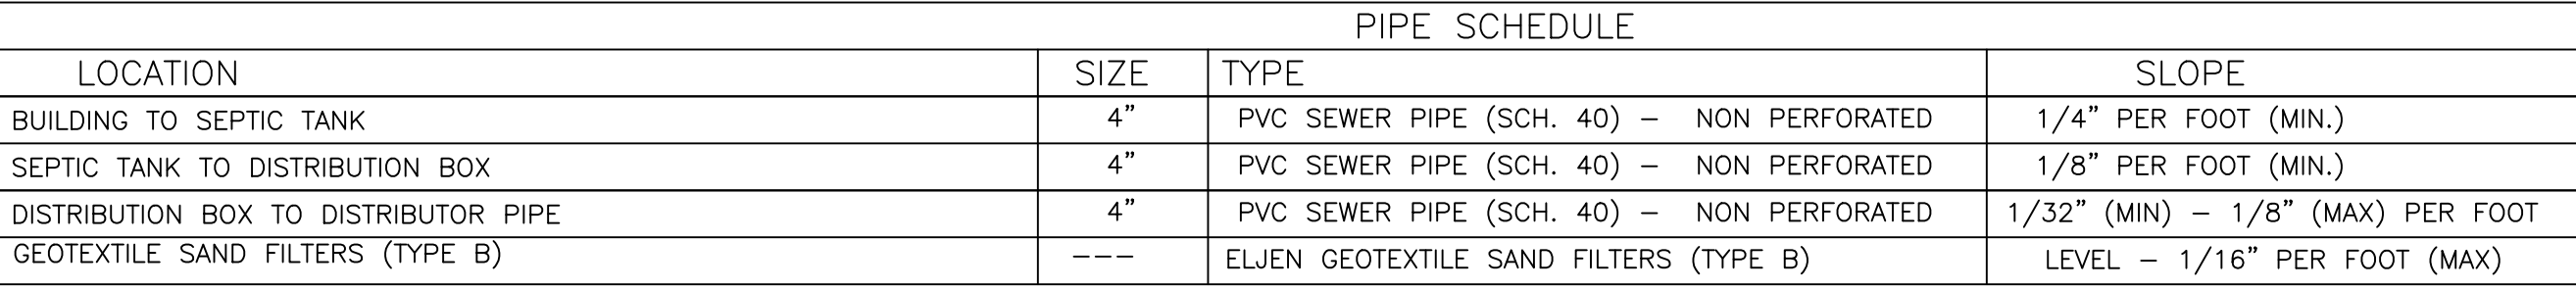 PIPE SCHEDULE
LOCATION SIZE TYPE SLOPE
BUILDING TO SEPTIC TANK 4" PVC SEWER PIPE (SCH. 40) – NON PERFORATED 1/4" PER FOOT (MIN.)
SEPTIC TANK TO DISTRIBUTION BOX 4" PVC SEWER PIPE (SCH. 40) – NON PERFORATED 1/8" PER FOOT (MIN.)
DISTRIBUTION BOX TO DISTRIBUTOR PIPE 4" PVC SEWER PIPE (SCH. 40) – NON PERFORATED 1/32" (MIN) – 1/8" (MAX) PER FOOT
GEOTEXTILE SAND FILTERS (TYPE B) ––– ELJEN GEOTEXTILE SAND FILTERS (TYPE B) LEVEL – 1/16" PER FOOT (MAX)